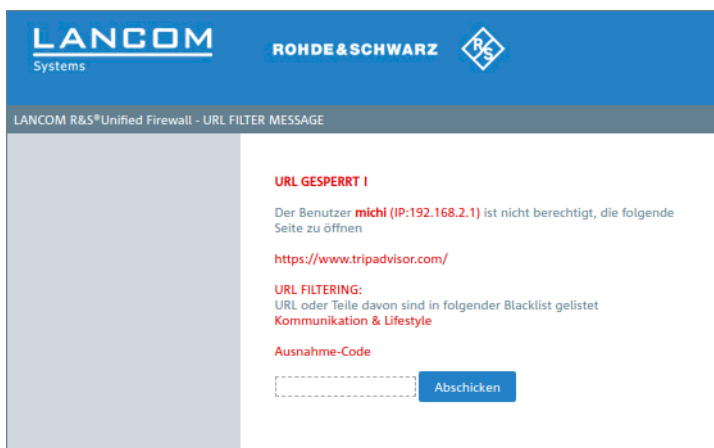 LANCOM
Systems
ROHDE&SCHWARZ
R&S
LANCOM R&S®Unified Firewall - URL FILTER MESSAGE
URL GESPERRT !
Der Benutzer michi (IP:192.168.2.1) ist nicht berechtigt, die folgende
Seite zu öffnen
https://www.tripadvisor.com/
URL FILTERING:
URL oder Teile davon sind in folgender Blacklist gelistet
Kommunikation & Lifestyle
Ausnahme-Code
Abschicken